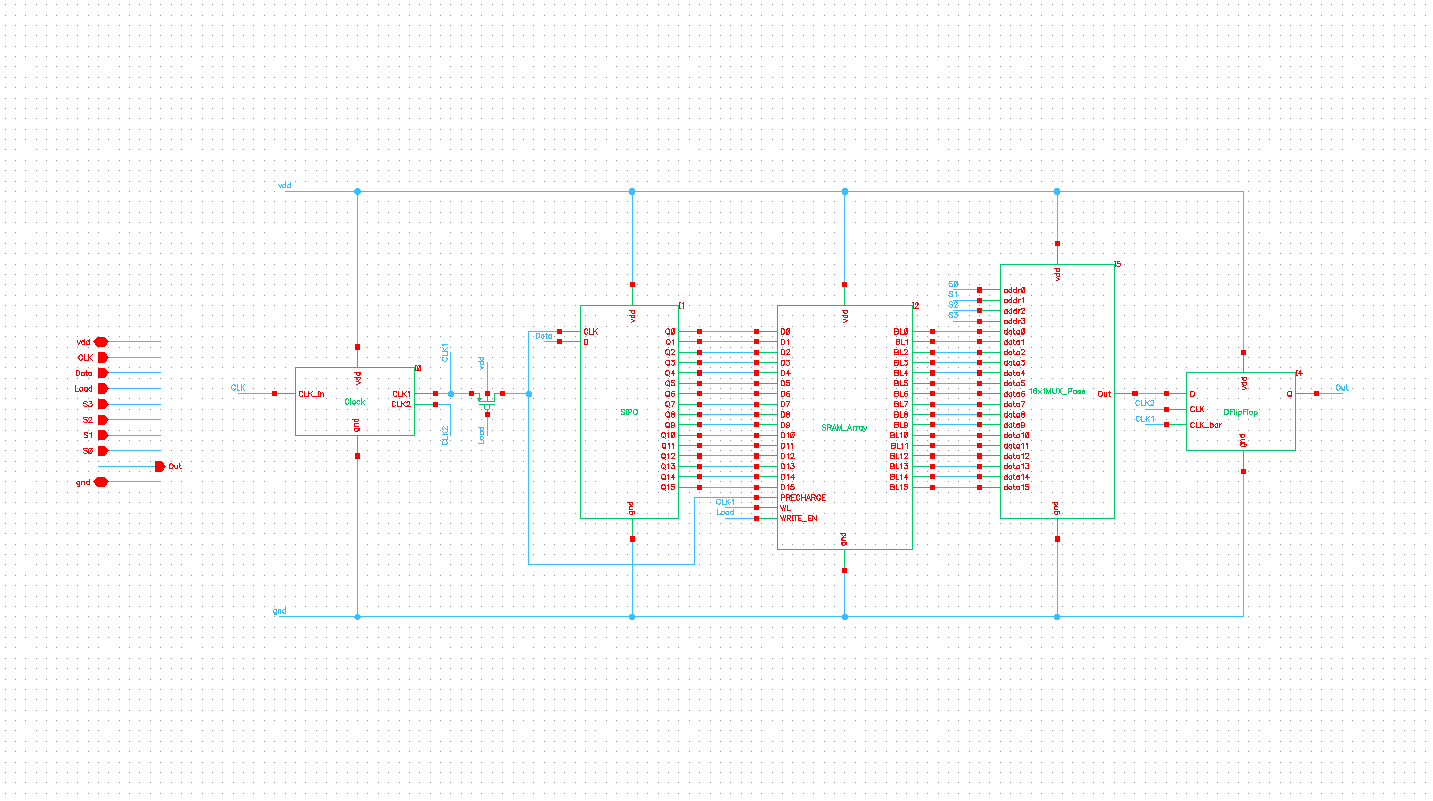 vdd
CLK
Data
Load
S3
S2
S1
S0
Out
gnd
vdd
gnd
CLK
CLK_In
vdd
Clock
gnd
CLK1
CLK2
I0
CLK1
CLK2
vdd
Load
Data
I1
vdd
CLK
D
SIPO
gnd
Q0
Q1
Q2
Q3
Q4
Q5
Q6
Q7
Q8
Q9
Q10
Q11
Q12
Q13
Q14
Q15
CLK1
Load
I2
vdd
D0
D1
D2
D3
D4
D5
D6
D7
D8
D9
D10
D11
D12
D13
D14
D15
PRECHARGE
WL
WRITE_EN
SRAM_Array
gnd
BL0
BL1
BL2
BL3
BL4
BL5
BL6
BL7
BL8
BL9
BL10
BL11
BL12
BL13
BL14
BL15
S0
S1
S2
S3
I5
vdd
addr0
addr1
addr2
addr3
data0
data1
data2
data3
data4
data5
data6
data7
data8
data9
data10
data11
data12
data13
data14
data15
16x1MUX_Pass
gnd
Out
CLK2
CLK1
I4
vdd
D
CLK
CLK_bar
DFlipFlop
gnd
Q
Out